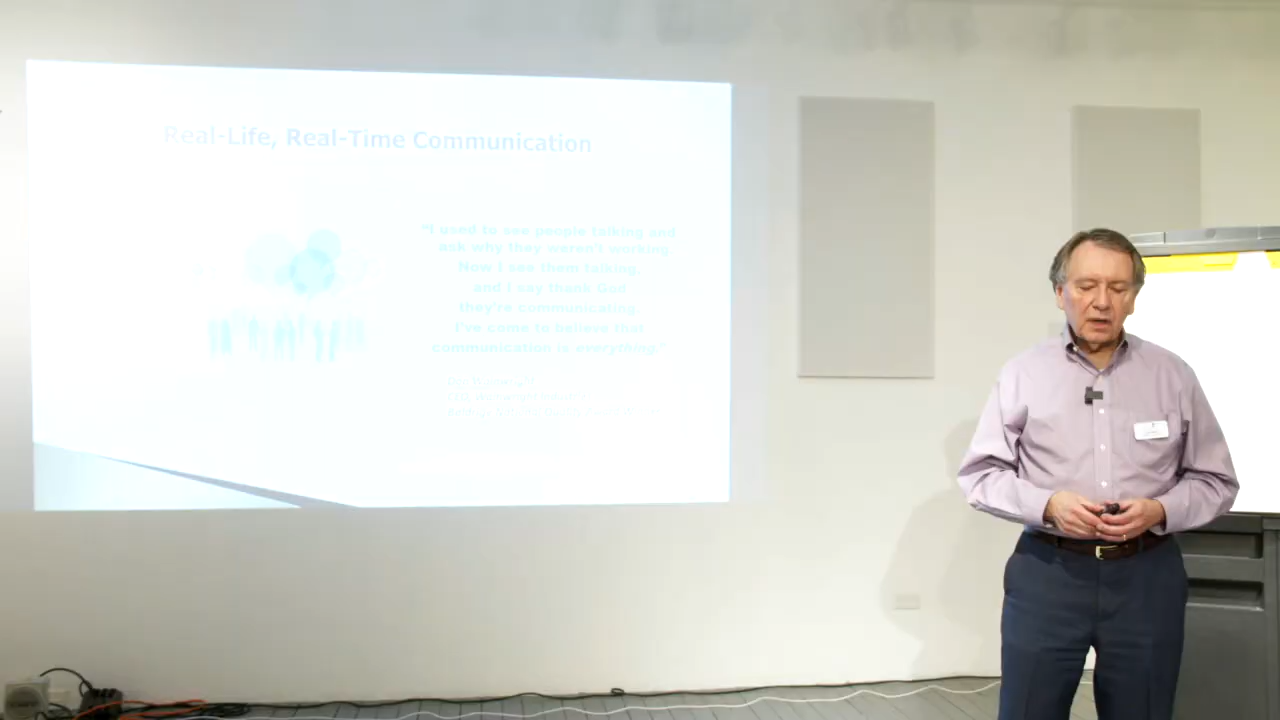 Real-Life, Real-Time Communication
"I used to see people talking and
ask why they weren't working.
Now I see them talking,
and I say thank God
they're communicating.
I've come to believe that
communication is everything."